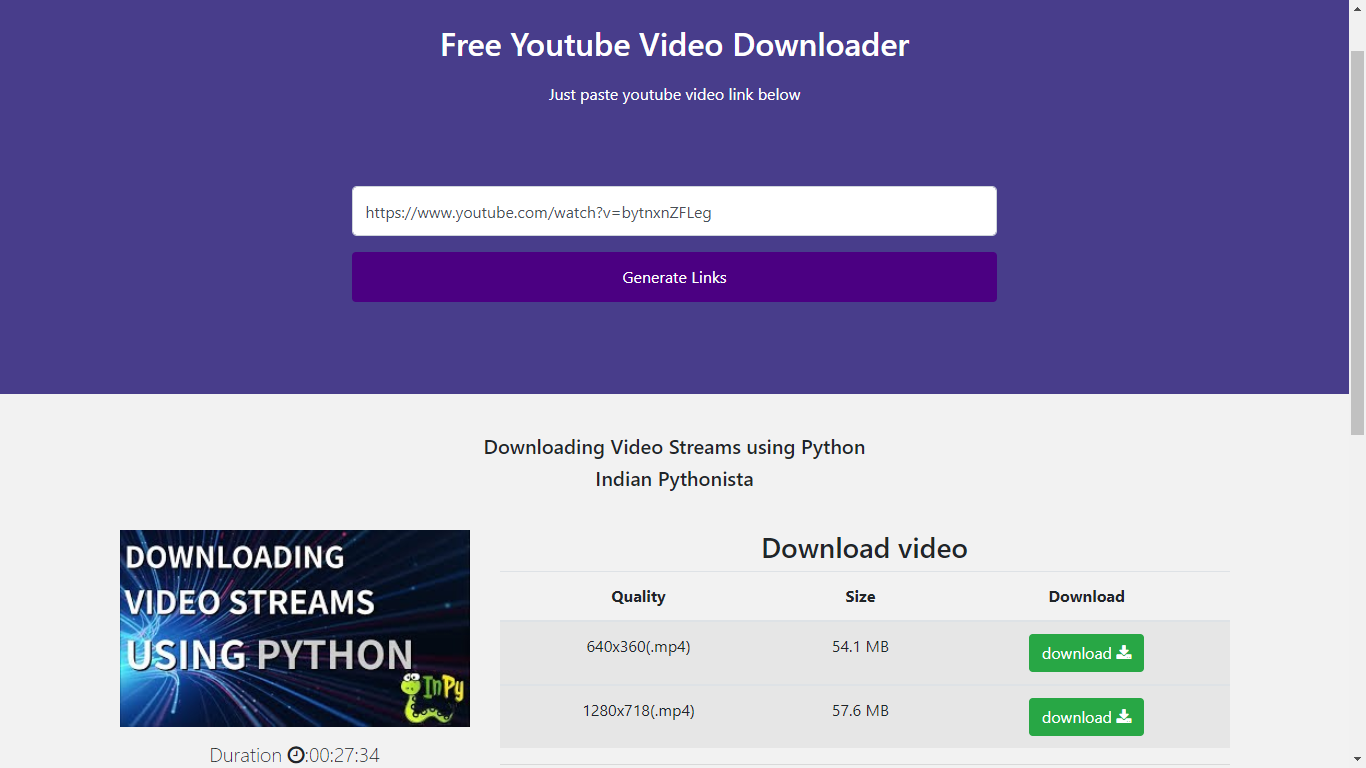 Free Youtube Video Downloader
Just paste youtube video link below
https://www.youtube.com/watch?v=bytnxnZFLeg
Generate Links
Downloading Video Streams using Python
Indian Pythonista
DOWNLOADING
VIDEO STREAMS
USING PYTHON
InPy
Duration :00:27:34
Download video
Quality Size Download
640x360(.mp4) 54.1 MB download
1280x718(.mp4) 57.6 MB download